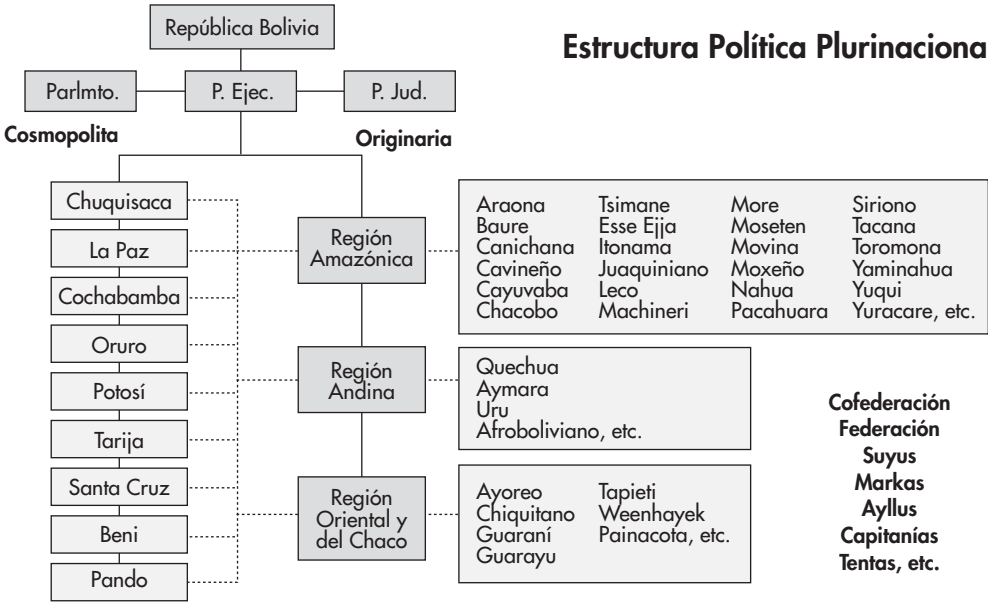 República Bolivia
Estructura Política Plurinaciona
Parlmto.
P. Ejec.
P. Jud.
Cosmopolita
Originaria
Chuquisaca
La Paz
Cochabamba
Oruro
Potosí
Tarija
Santa Cruz
Beni
Pando
Región
Amazónica
Araona
Baure
Canichana
Cavineño
Cayuvaba
Chacobo
Tsimane
Esse Ejja
Itonama
Juaquiniano
Leco
Machineri
More
Moseten
Movina
Moxeño
Nahua
Pacahuara
Siriono
Tacana
Toromona
Yaminahua
Yuqui
Yuracare, etc.
Región
Andina
Quechua
Aymara
Uru
Afroboliviano, etc.
Región
Oriental y
del Chaco
Ayoreo
Chiquitano
Guaraní
Guarayu
Tapieti
Weenhayek
Painacota, etc.
Cofederación
Federación
Suyus
Markas
Ayllus
Capitanías
Tentas, etc.